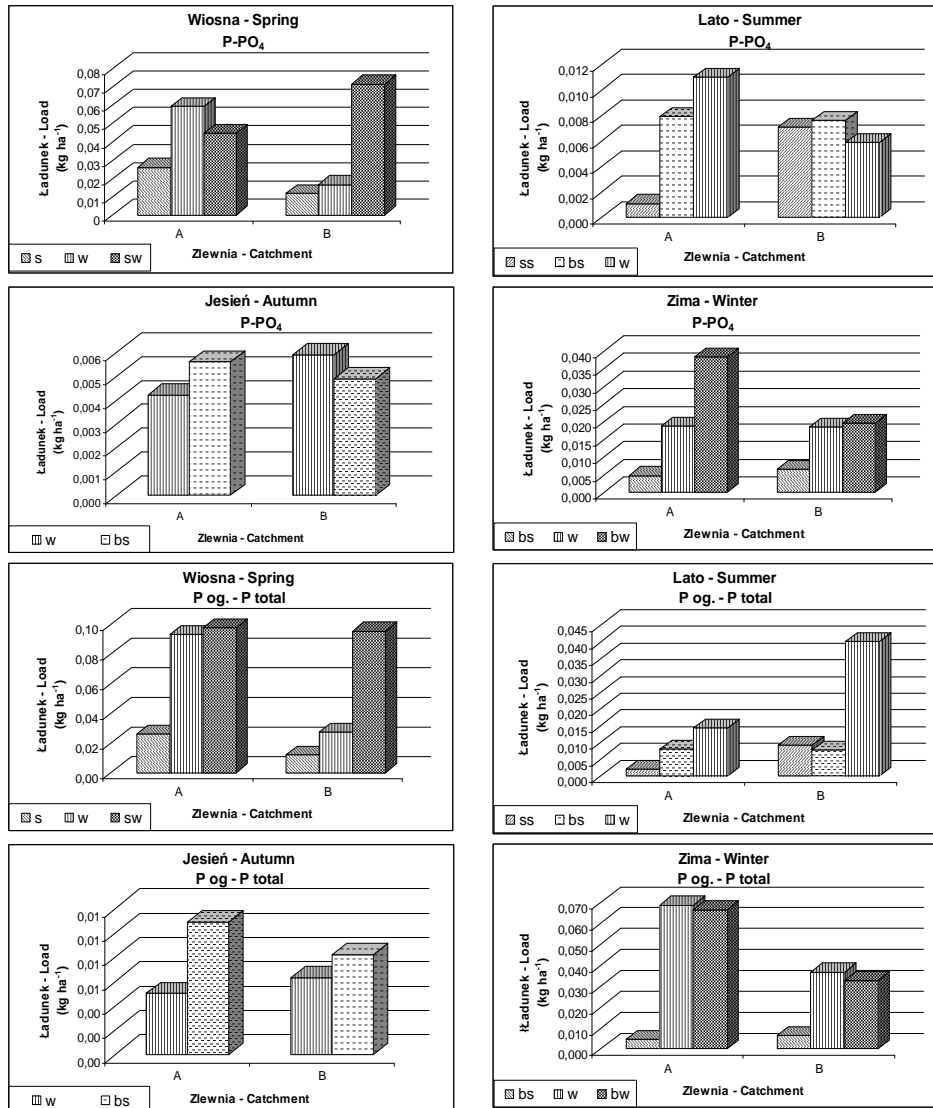 Wiosna - Spring
P-PO4
Ładunek - Load
(kg ha-1)
0,08
0,07
0,06
0,05
0,04
0,03
0,02
0,01
0
A
B
Zlewnia - Catchment
s w sw
Lato - Summer
P-PO4
Ładunek - Load
(kg ha-1)
0,012
0,010
0,008
0,006
0,004
0,002
0,000
A
B
Zlewnia - Catchment
ss bs w
Jesień - Autumn
P-PO4
Ładunek - Load
(kg ha-1)
0,006
0,005
0,004
0,003
0,002
0,001
0,000
A
B
Zlewnia - Catchment
w bs
Zima - Winter
P-PO4
Ładunek - Load
(kg ha-1)
0,040
0,035
0,030
0,025
0,020
0,015
0,010
0,005
0,000
A
B
Zlewnia - Catchment
bs w bw
Wiosna - Spring
P og. - P total
Ładunek - Load
(kg ha-1)
0,10
0,08
0,06
0,04
0,02
0,00
A
B
Zlewnia - Catchment
s w sw
Lato - Summer
P og. - P total
Ładunek - Load
(kg ha-1)
0,045
0,040
0,035
0,030
0,025
0,020
0,015
0,010
0,005
0,000
A
B
Zlewnia - Catchment
ss bs w
Jesień - Autumn
P og - P total
Ładunek - Load
(kg ha-1)
0,01
0,01
0,01
0,01
0,00
0,00
0,00
A
B
Zlewnia - Catchment
w bs
Zima - Winter
P og. - P total
lŁadunek - Load
(kg ha-1)
0,070
0,060
0,050
0,040
0,030
0,020
0,010
0,000
A
B
Zlewnia - Catchment
bs w bw